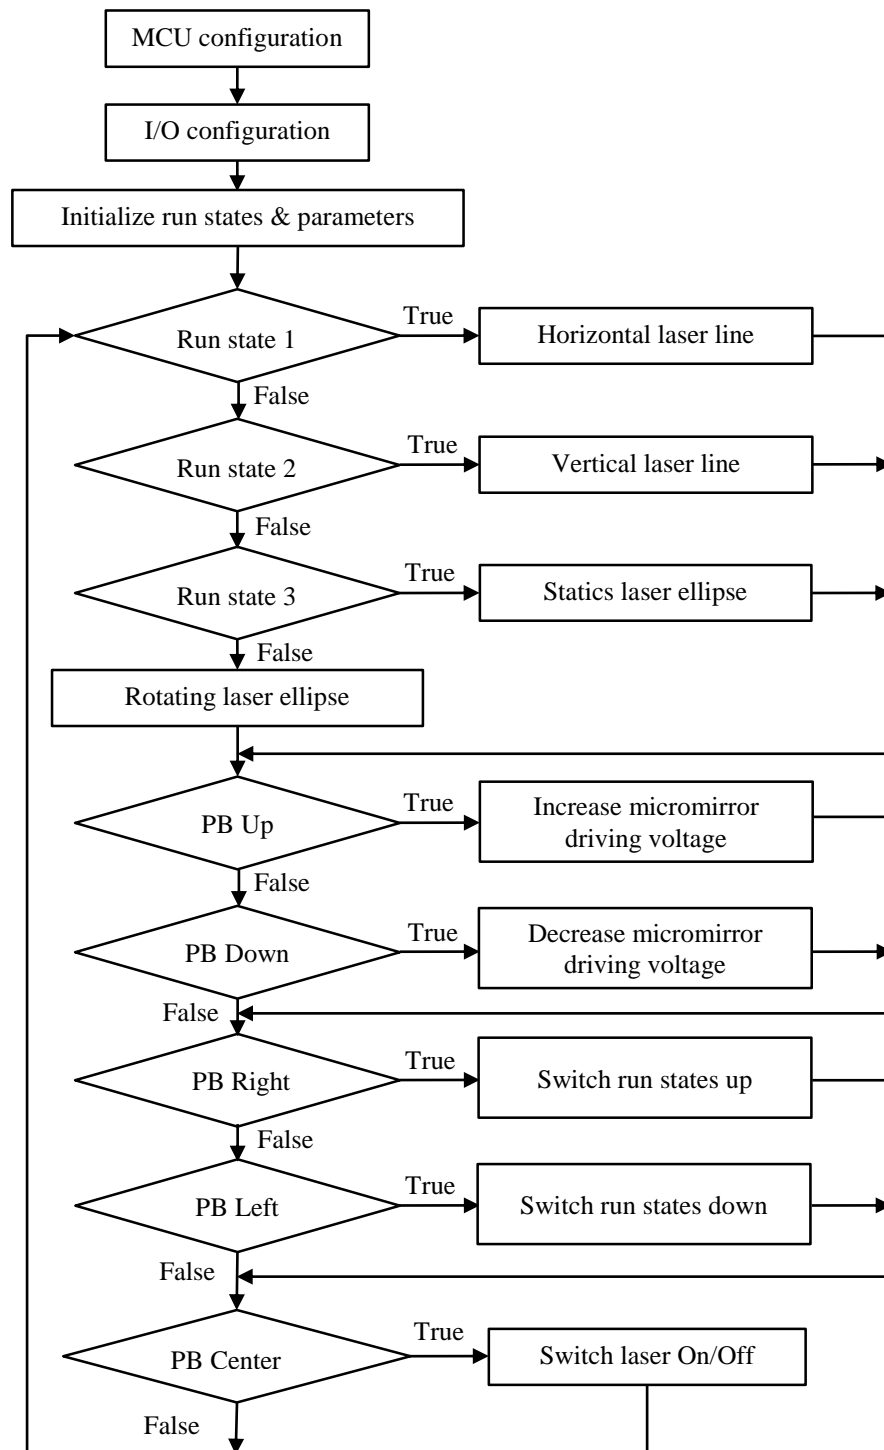 MCU configuration
I/O configuration
Initialize run states & parameters
Run state 1
True
Horizontal laser line
False
Run state 2
True
Vertical laser line
False
Run state 3
True
Statics laser ellipse
False
Rotating laser ellipse
PB Up
True
Increase micromirror
driving voltage
False
PB Down
True
Decrease micromirror
driving voltage
False
PB Right
True
Switch run states up
False
PB Left
True
Switch run states down
False
PB Center
True
Switch laser On/Off
False